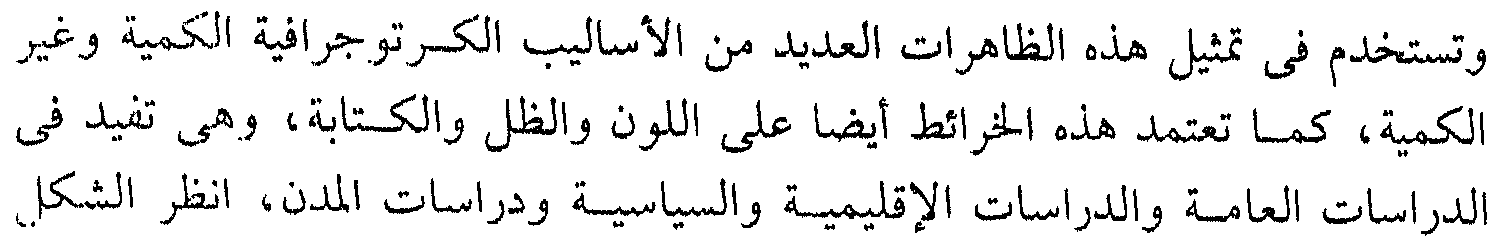 وتستخدم فى تمثيل هذه الظاهرات العديد من الأساليب الكرتوجرافية الكمية وغير
الكمية، كما تعتمد هذه الخرائط أيضا على اللون والظل والكتابة، وهى تفيد فى
الدراسات العامة والدراسات الإقليمية والسياسية ودراسات المدن، انظر الشكل